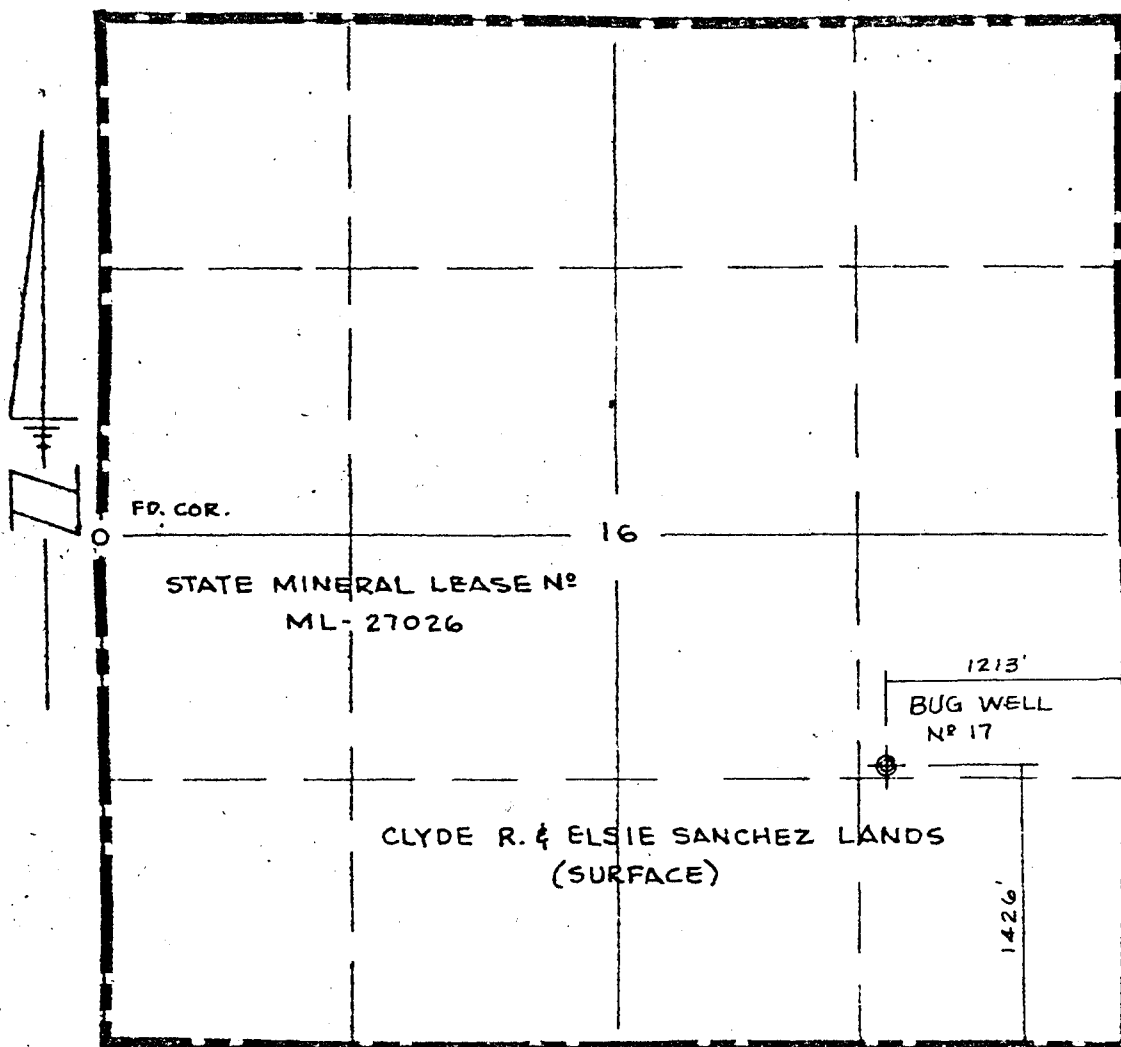 FD. COR.
16
STATE MINERAL LEASE Nº
ML-27026
1213'
BUG WELL
Nº 17
CLYDE R. & ELSIE SANCHEZ LANDS
(SURFACE)
1426'
N